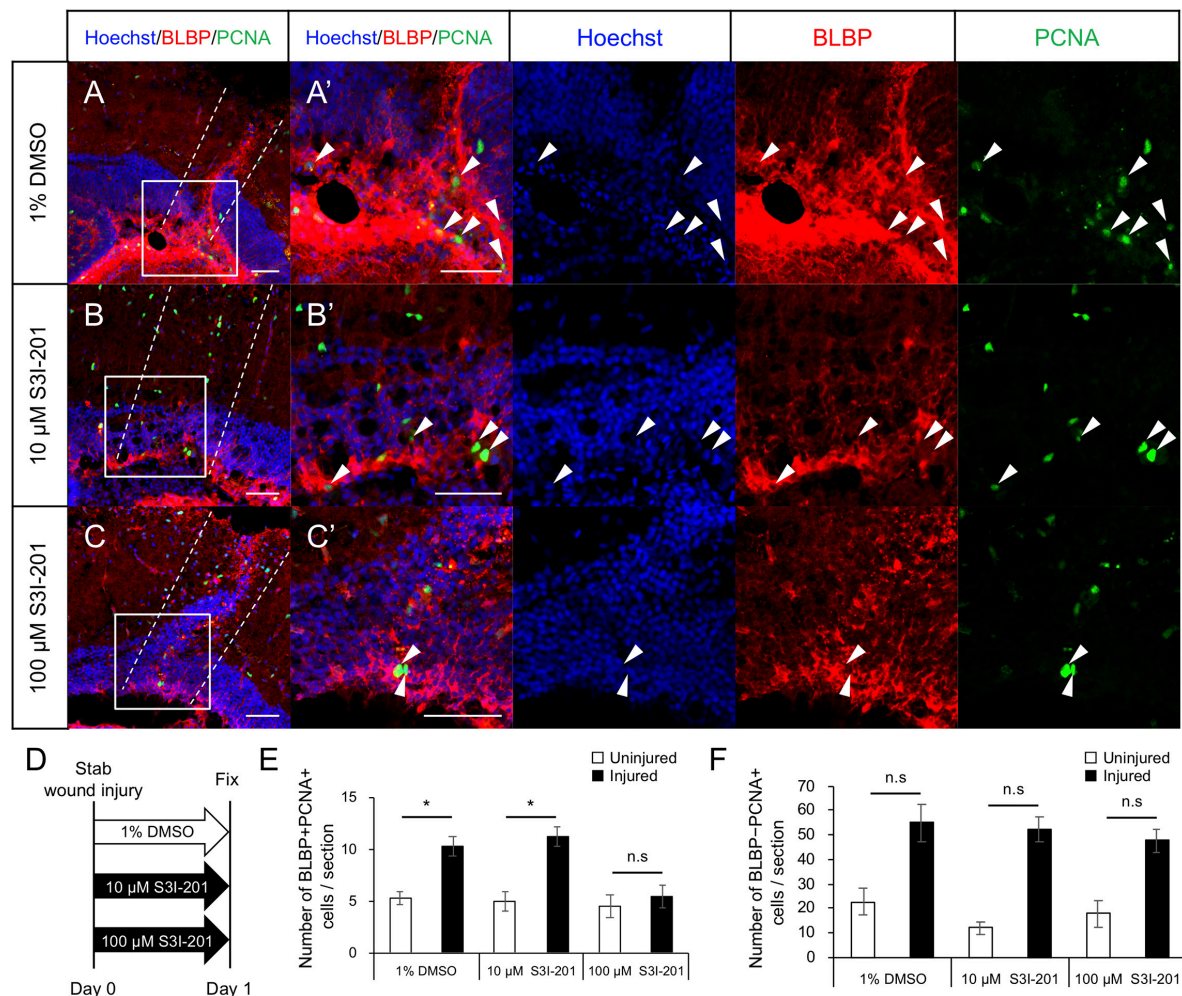 Hoechst/BLBP/PCNA
Hoechst/BLBP/PCNA
Hoechst
BLBP
PCNA
1% DMSO
A
A’
10 µM S3I-201
B
B’
100 µM S3I-201
C
C’
D
Stab
wound injury
Fix
1% DMSO
10 µM S3I-201
100 µM S3I-201
Day 0
Day 1
E
Number of BLBP+PCNA+
cells / section
Uninjured
Injured
15
10
5
0
*
*
n.s
1% DMSO
10 µM S3I-201
100 µM S3I-201
F
Number of BLBP−PCNA+
cells / section
Uninjured
Injured
70
60
50
40
30
20
10
0
n.s
n.s
n.s
1% DMSO
10 µM S3I-201
100 µM S3I-201